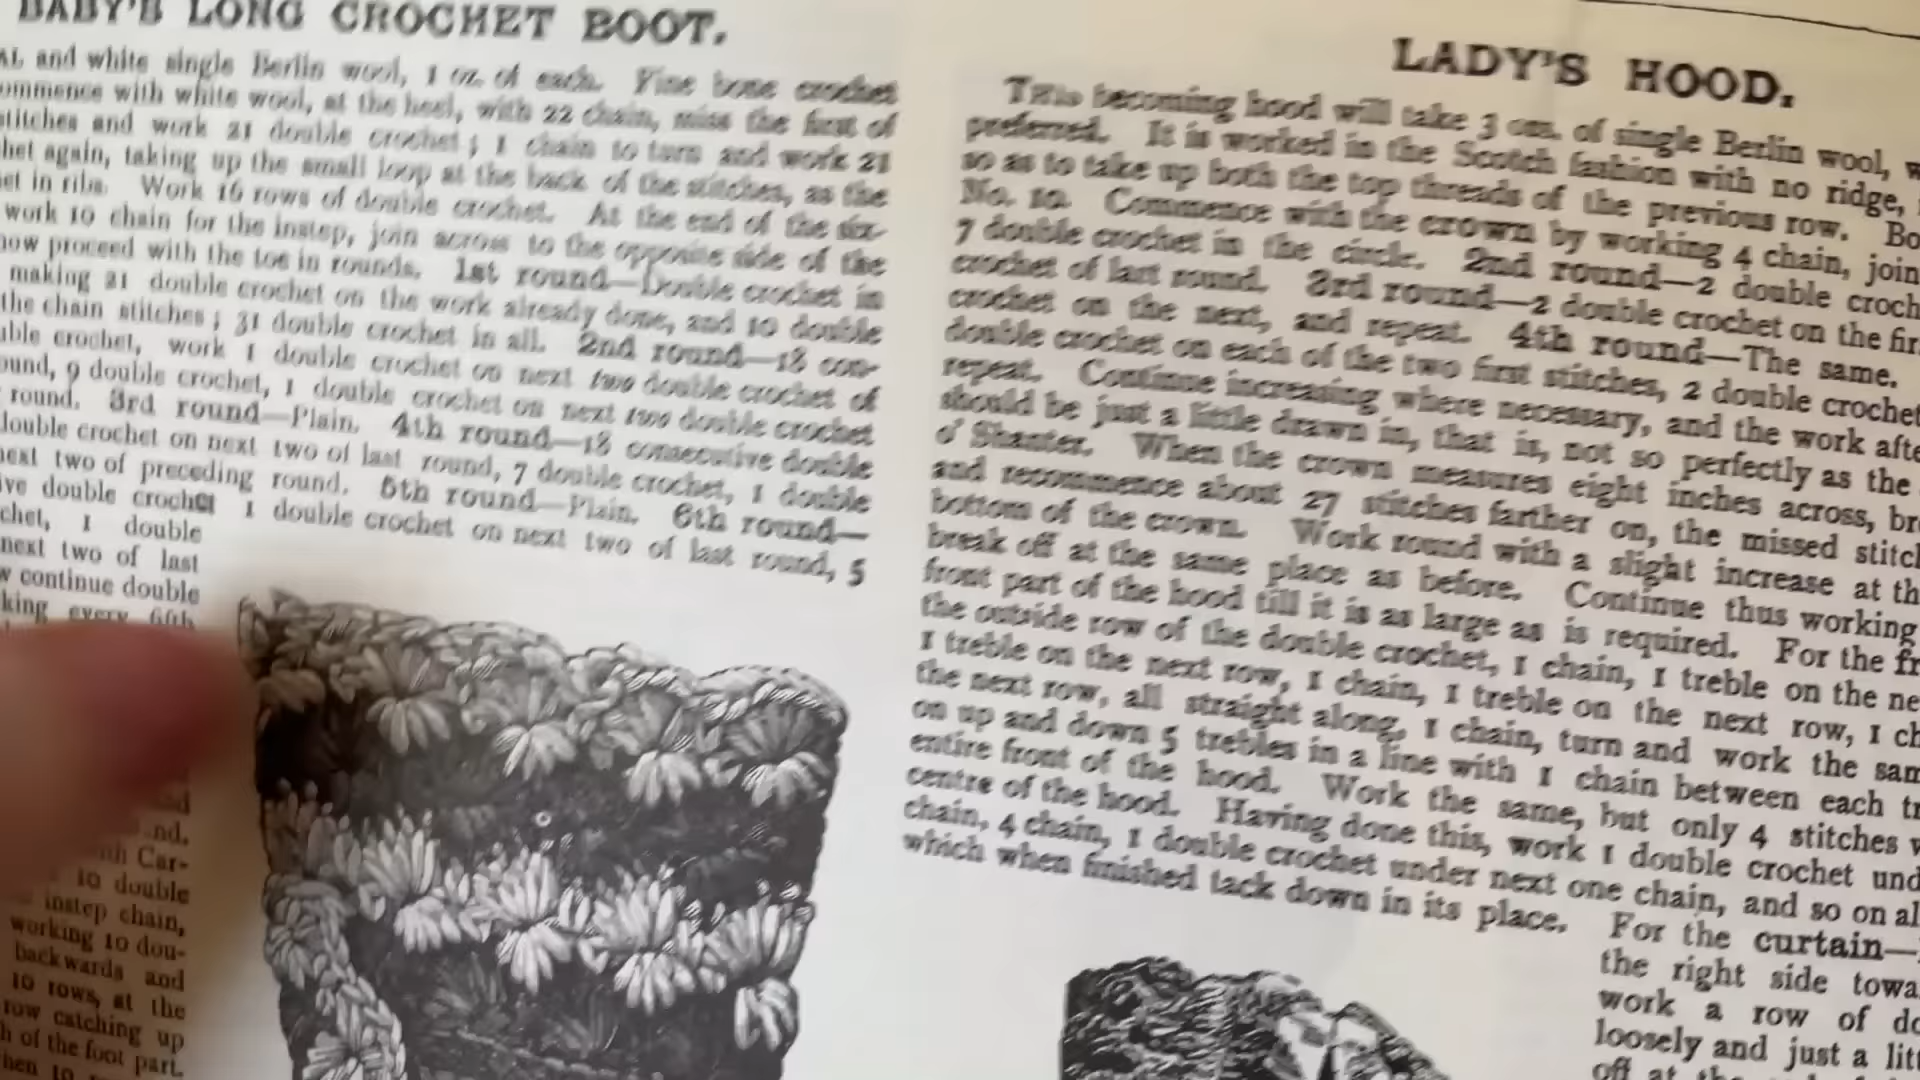 BABY'S LONG CROCHET BOOT.
and white single Berlin wool, 1 oz. of each. Fine bone crochet
ommence with white wool, at the heel, with 22 chain, miss the first of
stitches and work 21 double crochet; 1 chain to turn and work 21
het again, taking up the small loop at the back of the stitches, as the
et in ribs. Work 16 rows of double crochet. At the end of the six-
work 10 chain for the instep, join across to the opposite side of the
now proceed with the toe in rounds. 1st round—Double crochet in
making 21 double crochet on the work already done, and 10 double
the chain stitches; 31 double crochet in all. 2nd round—18 con-
uble crochet, work 1 double crochet on next two double crochet of
ound, 9 double crochet, 1 double crochet on next two double crochet
round. 3rd round—Plain. 4th round—18 consecutive double
double crochet on next two of last round, 7 double crochet, 1 double
next two of preceding round. 5th round—Plain. 6th round—
ive double crochet 1 double crochet on next two of last round, 5
chet, 1 double
next two of last
w continue double
king every fifth
nd.
th Car-
10 double
instep chain,
working 10 dou-
backwards and
10 rows, at the
row catching up
h of the foot part.
hen 10
LADY'S HOOD.
This becoming hood will take 3 ozs. of single Berlin wool,
preferred. It is worked in the Scotch fashion with no ridge,
so as to take up both the top threads of the previous row. Bo
No. 10. Commence with the crown by working 4 chain, join
7 double crochet in the circle. 2nd round—2 double croch
crochet of last round. 3rd round—2 double crochet on the fir
crochet on the next, and repeat. 4th round—The same.
double crochet on each of the two first stitches, 2 double crochet
repeat. Continue increasing where necessary, and the work afte
should be just a little drawn in, that is, not so perfectly as the
o' Shanter. When the crown measures eight inches across, bre
and recommence about 27 stitches farther on, the missed stitch
bottom of the crown. Work round with a slight increase at th
break off at the same place as before. Continue thus working
front part of the hood till it is as large as is required. For the fr
the outside row of the double crochet, 1 chain, 1 treble on the ne
1 treble on the next row, 1 chain, 1 treble on the next row, 1 ch
the next row, all straight along, 1 chain, turn and work the sam
on up and down 5 trebles in a line with 1 chain between each tr
entire front of the hood. Work the same, but only 4 stitches w
centre of the hood. Having done this, work 1 double crochet und
chain, 4 chain, 1 double crochet under next one chain, and so on al
which when finished tack down in its place. For the curtain—
the right side towa
work a row of do
loosely and just a litt
off at the